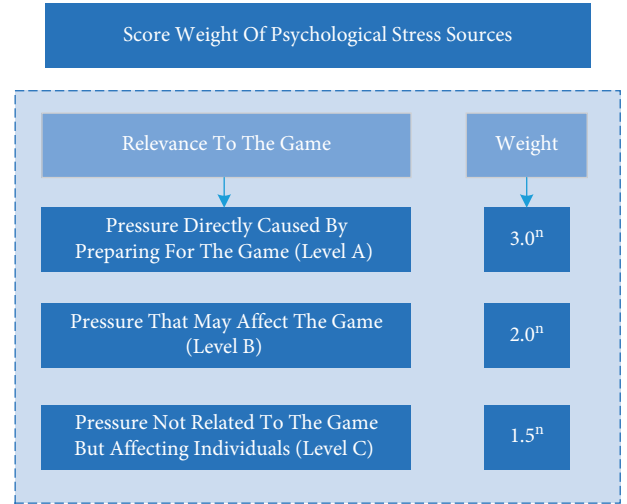 Score Weight Of Psychological Stress Sources
Relevance To The Game
Weight
Pressure Directly Caused By
Preparing For The Game (Level A)
3.0ⁿ
Pressure That May Affect The Game
(Level B)
2.0ⁿ
Pressure Not Related To The Game
But Affecting Individuals (Level C)
1.5ⁿ